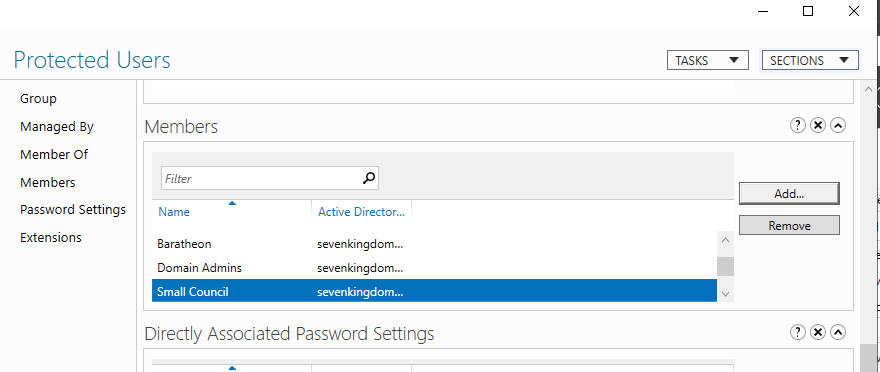 Protected Users
TASKS
SECTIONS
Group
Managed By
Member Of
Members
Password Settings
Extensions
Members
Filter
Name Active Director...
Baratheon sevenkingdom...
Domain Admins sevenkingdom...
Small Council sevenkingdom...
Add...
Remove
Directly Associated Password Settings